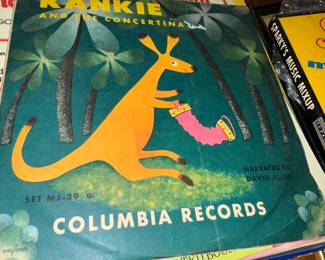 KANKIE
AND THE CONCERTINA
NARRATED BY
DAVID ALLEN
SET MJ-39
COLUMBIA RECORDS
SPARKY'S MUSIC MIXUP